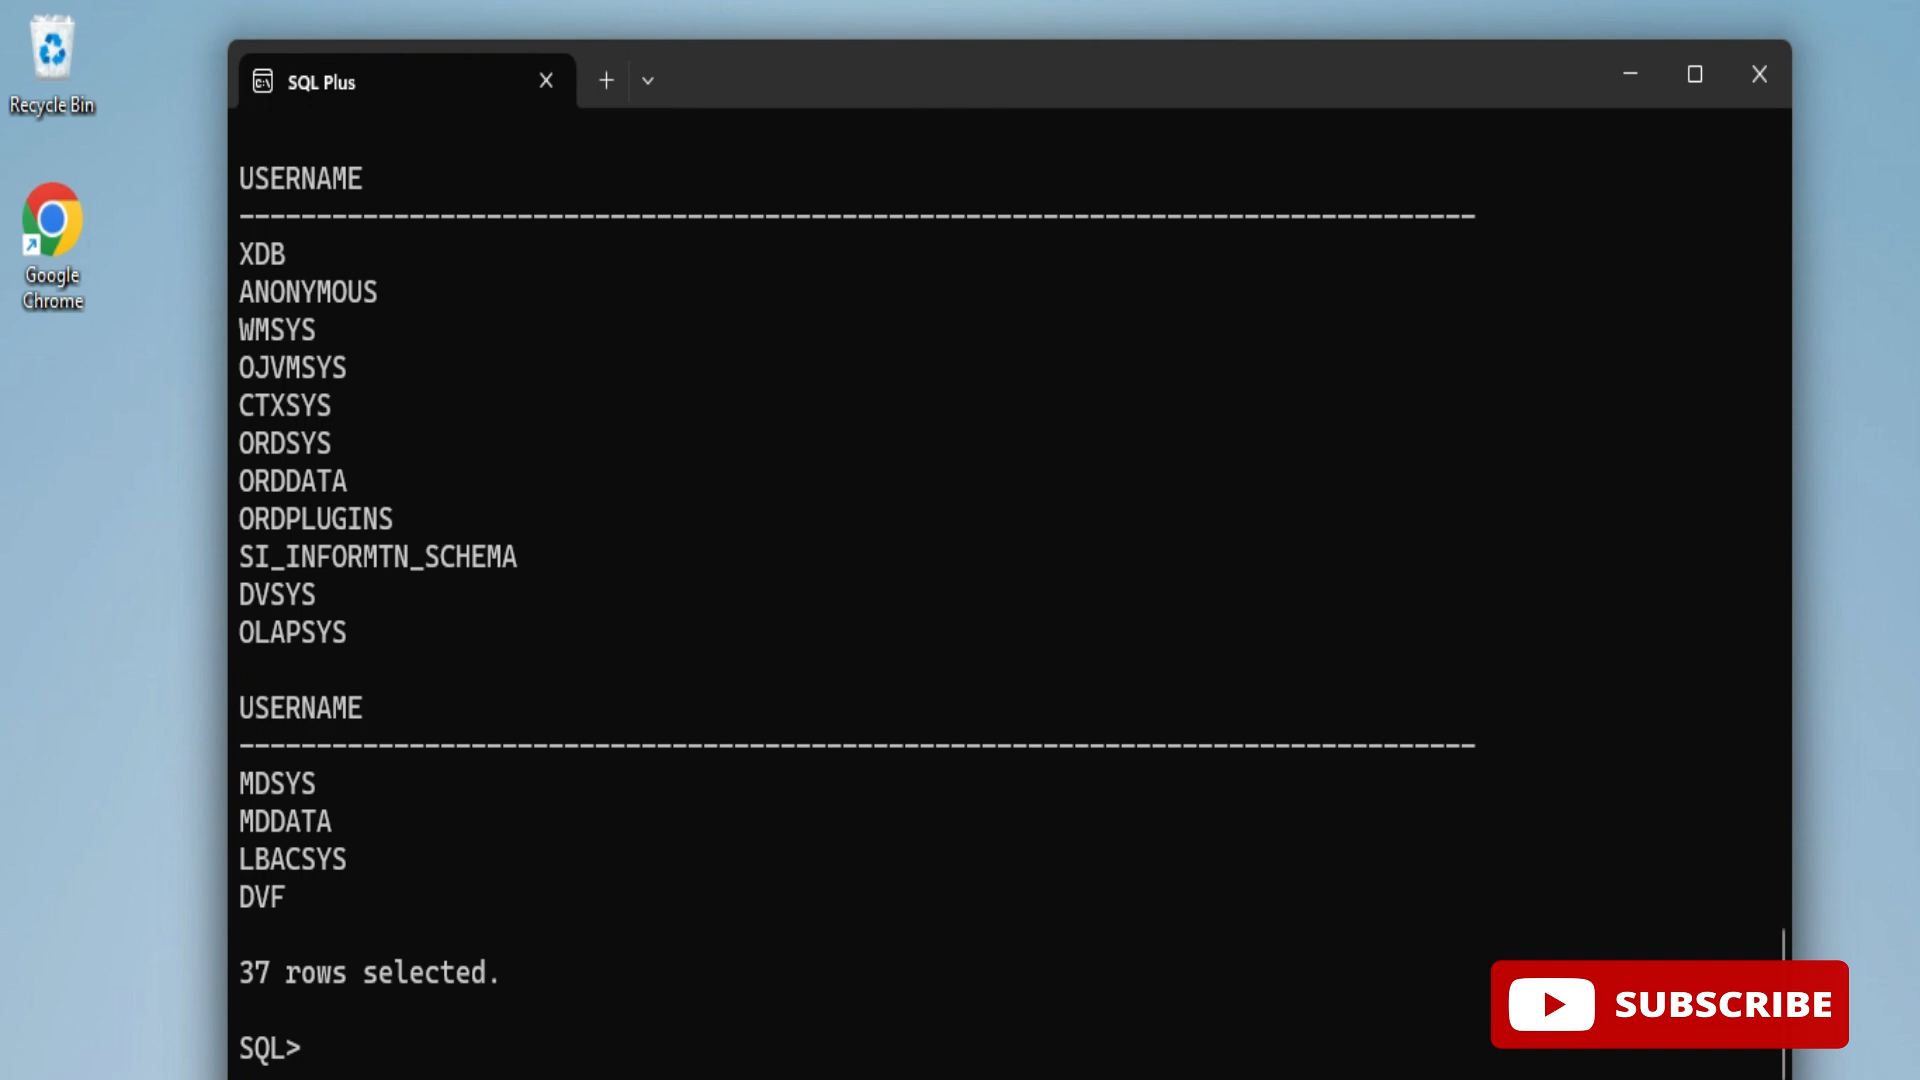 Recycle Bin
Google
Chrome
SQL Plus
USERNAME
--------------------------------------------------------------------------------
XDB
ANONYMOUS
WMSYS
OJVMSYS
CTXSYS
ORDSYS
ORDDATA
ORDPLUGINS
SI_INFORMTN_SCHEMA
DVSYS
OLAPSYS
USERNAME
--------------------------------------------------------------------------------
MDSYS
MDDATA
LBACSYS
DVF
37 rows selected.
SQL>
SUBSCRIBE